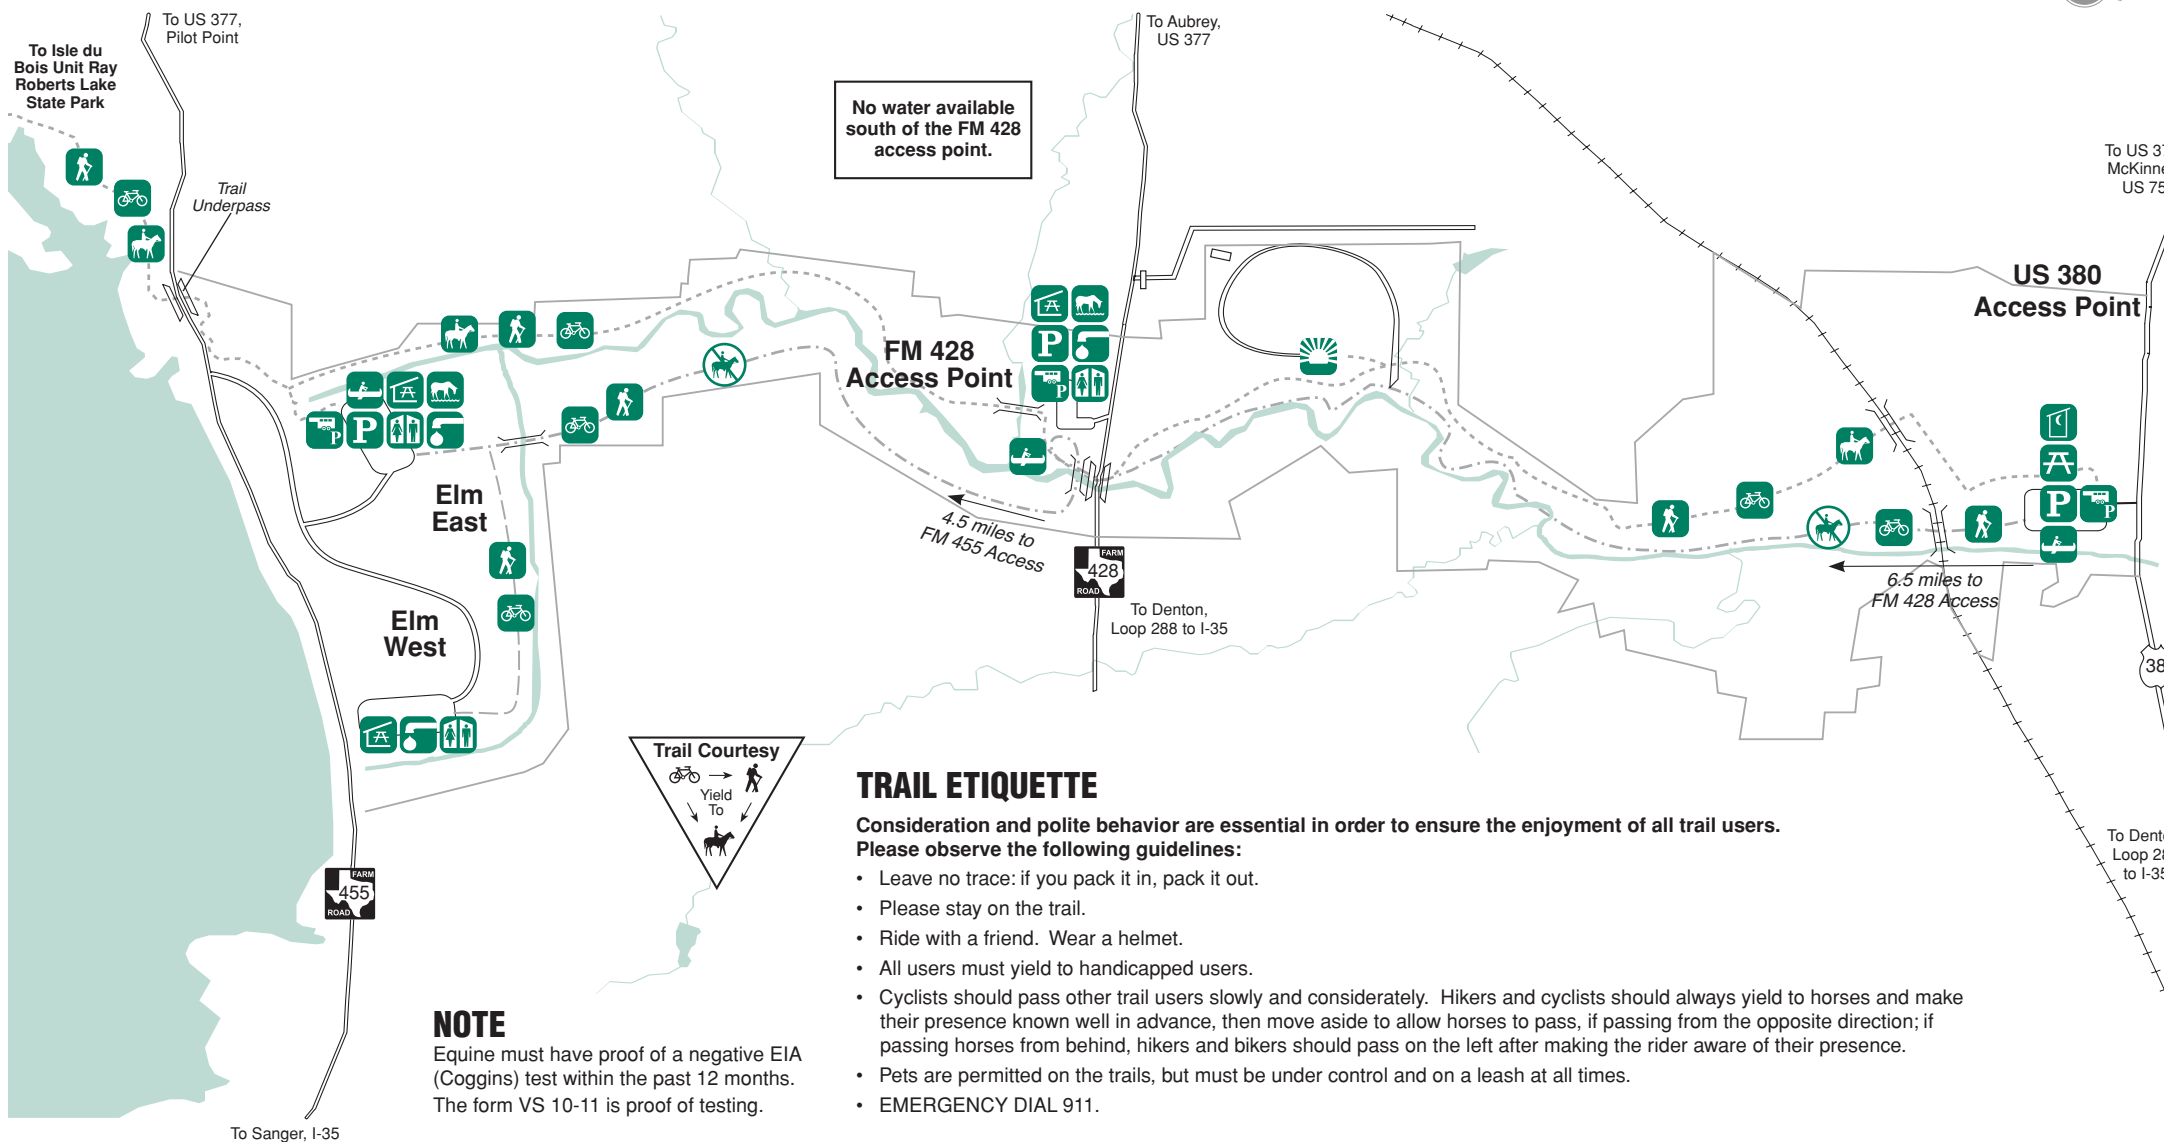 To US 377,
Pilot Point
To Isle du
Bois Unit Ray
Roberts Lake
State Park
Trail
Underpass
No water available
south of the FM 428
access point.
To Aubrey,
US 377
US 380
Access Point
FM 428
Access Point
P
P
P
P
P
P
Elm
East
Elm
West
4.5 miles to
FM 455 Access
FARM
428
ROAD
To Denton,
Loop 288 to I-35
6.5 miles to
FM 428 Access
Trail Courtesy
Yield
To
FARM
455
ROAD
To Sanger, I-35
NOTE
Equine must have proof of a negative EIA
(Coggins) test within the past 12 months.
The form VS 10-11 is proof of testing.
TRAIL ETIQUETTE
Consideration and polite behavior are essential in order to ensure the enjoyment of all trail users.
Please observe the following guidelines:
• Leave no trace: if you pack it in, pack it out.
• Please stay on the trail.
• Ride with a friend. Wear a helmet.
• All users must yield to handicapped users.
• Cyclists should pass other trail users slowly and considerately. Hikers and cyclists should always yield to horses and make
their presence known well in advance, then move aside to allow horses to pass, if passing from the opposite direction; if
passing horses from behind, hikers and bikers should pass on the left after making the rider aware of their presence.
• Pets are permitted on the trails, but must be under control and on a leash at all times.
• EMERGENCY DIAL 911.
To US
US 75
To
Loop
to I-35